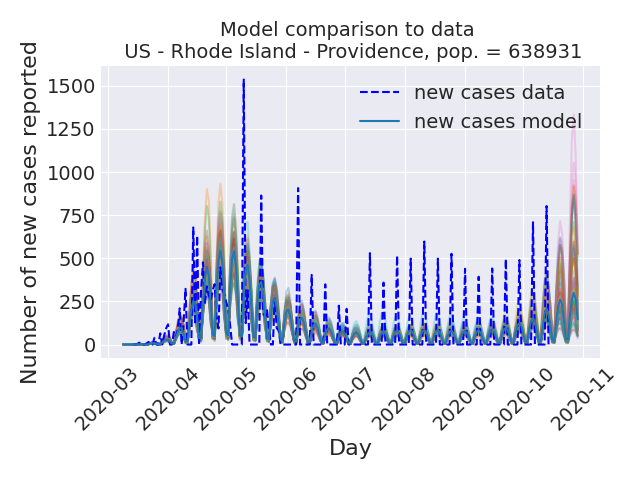 Model comparison to data
US - Rhode Island - Providence, pop. = 638931
Number of new cases reported
1500
1250
1000
750
500
250
0
new cases data
new cases model
2020-03
2020-04
2020-05
2020-06
2020-07
2020-08
2020-09
2020-10
2020-11
Day